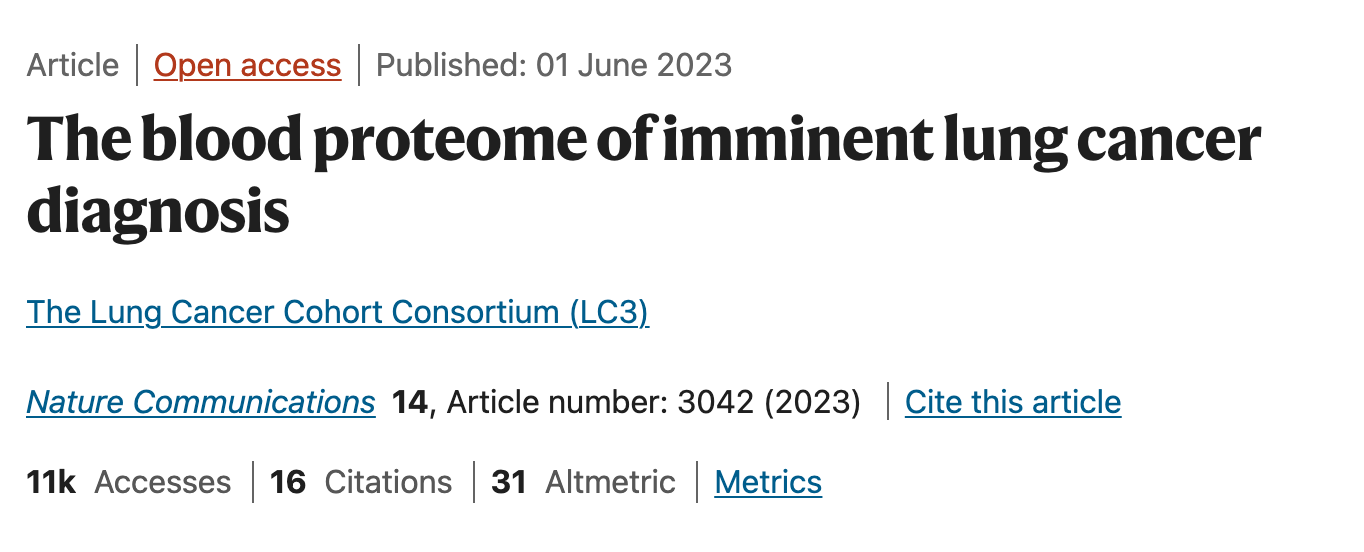 Article | Open access | Published: 01 June 2023
The blood proteome of imminent lung cancer
diagnosis
The Lung Cancer Cohort Consortium (LC3)
Nature Communications 14, Article number: 3042 (2023) | Cite this article
11k Accesses | 16 Citations | 31 Altmetric | Metrics